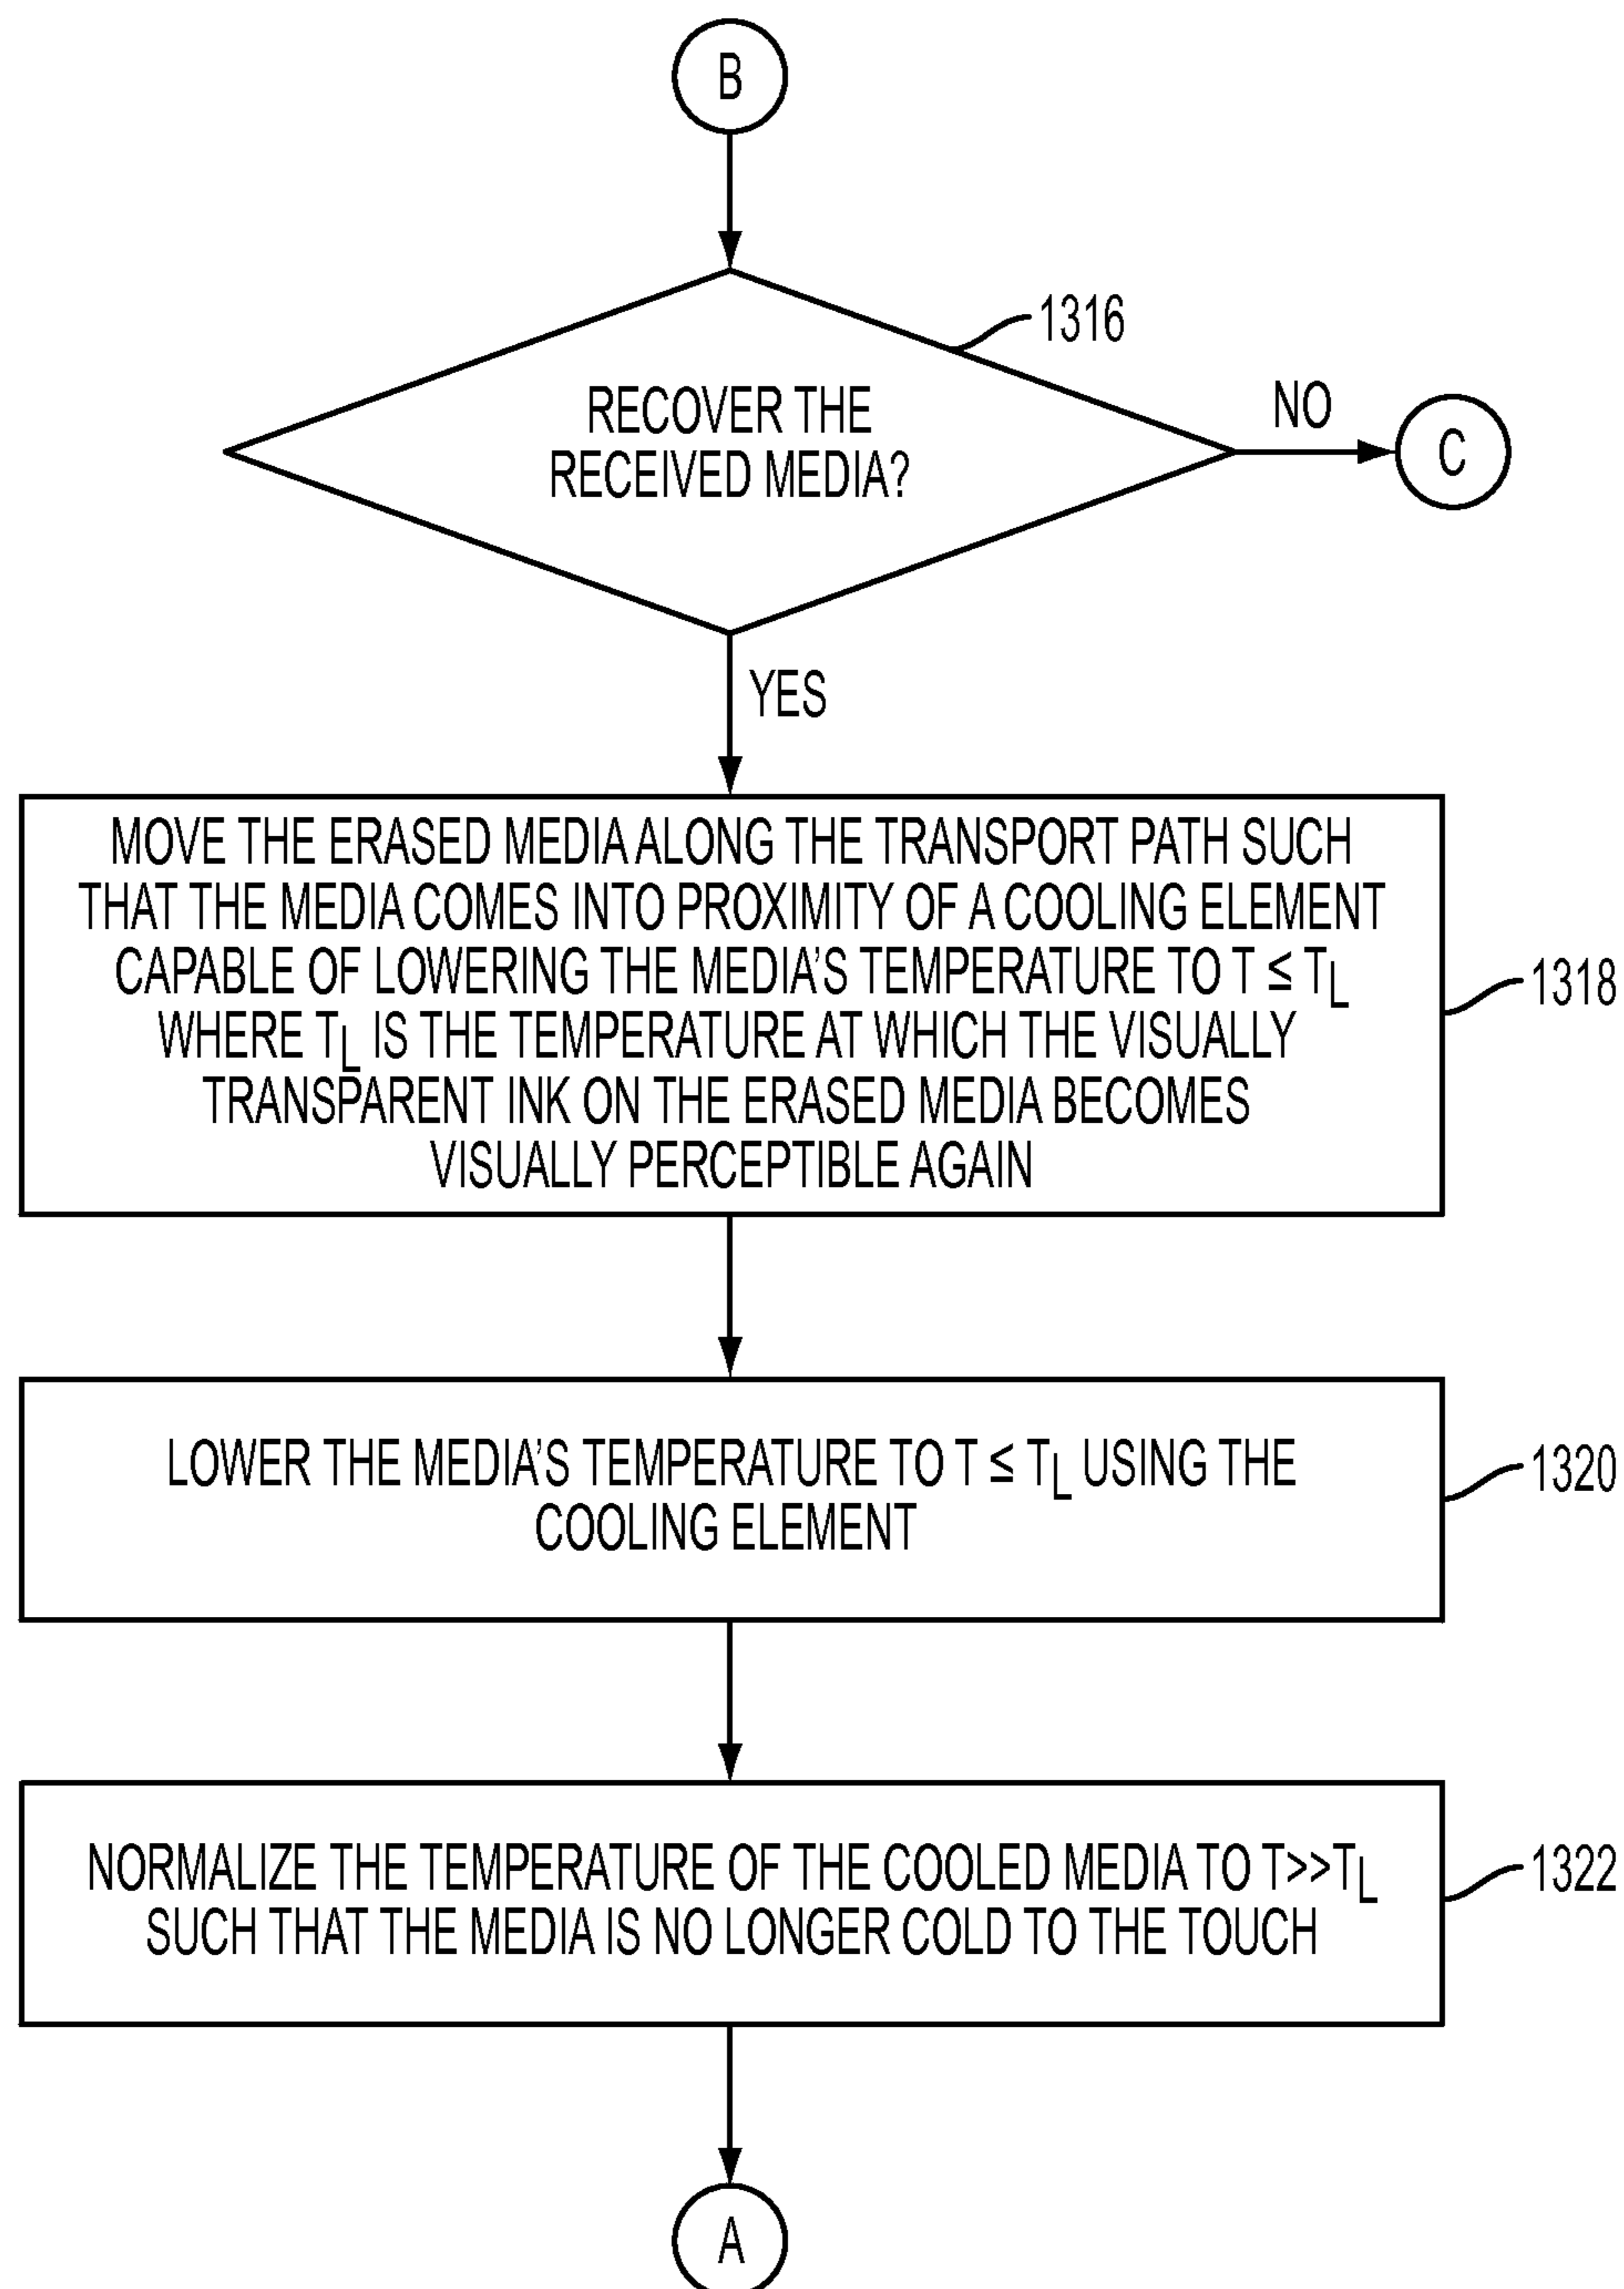 B
1316
RECOVER THE
RECEIVED MEDIA?
NO
C
YES
MOVE THE ERASED MEDIA ALONG THE TRANSPORT PATH SUCH
THAT THE MEDIA COMES INTO PROXIMITY OF A COOLING ELEMENT
CAPABLE OF LOWERING THE MEDIA'S TEMPERATURE TO T ≤ TL
WHERE TL IS THE TEMPERATURE AT WHICH THE VISUALLY
TRANSPARENT INK ON THE ERASED MEDIA BECOMES
VISUALLY PERCEPTIBLE AGAIN
1318
LOWER THE MEDIA'S TEMPERATURE TO T ≤ TL USING THE
COOLING ELEMENT
1320
NORMALIZE THE TEMPERATURE OF THE COOLED MEDIA TO T>>TL
SUCH THAT THE MEDIA IS NO LONGER COLD TO THE TOUCH
1322
A